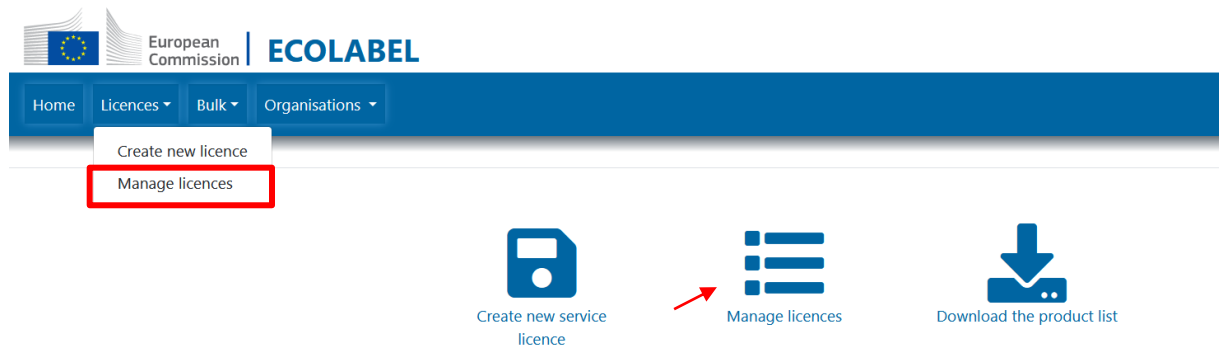 European
Commission
ECOLABEL
Home Licences Bulk Organisations
Create new licence
Manage licences
Create new service
licence
Manage licences
Download the product list